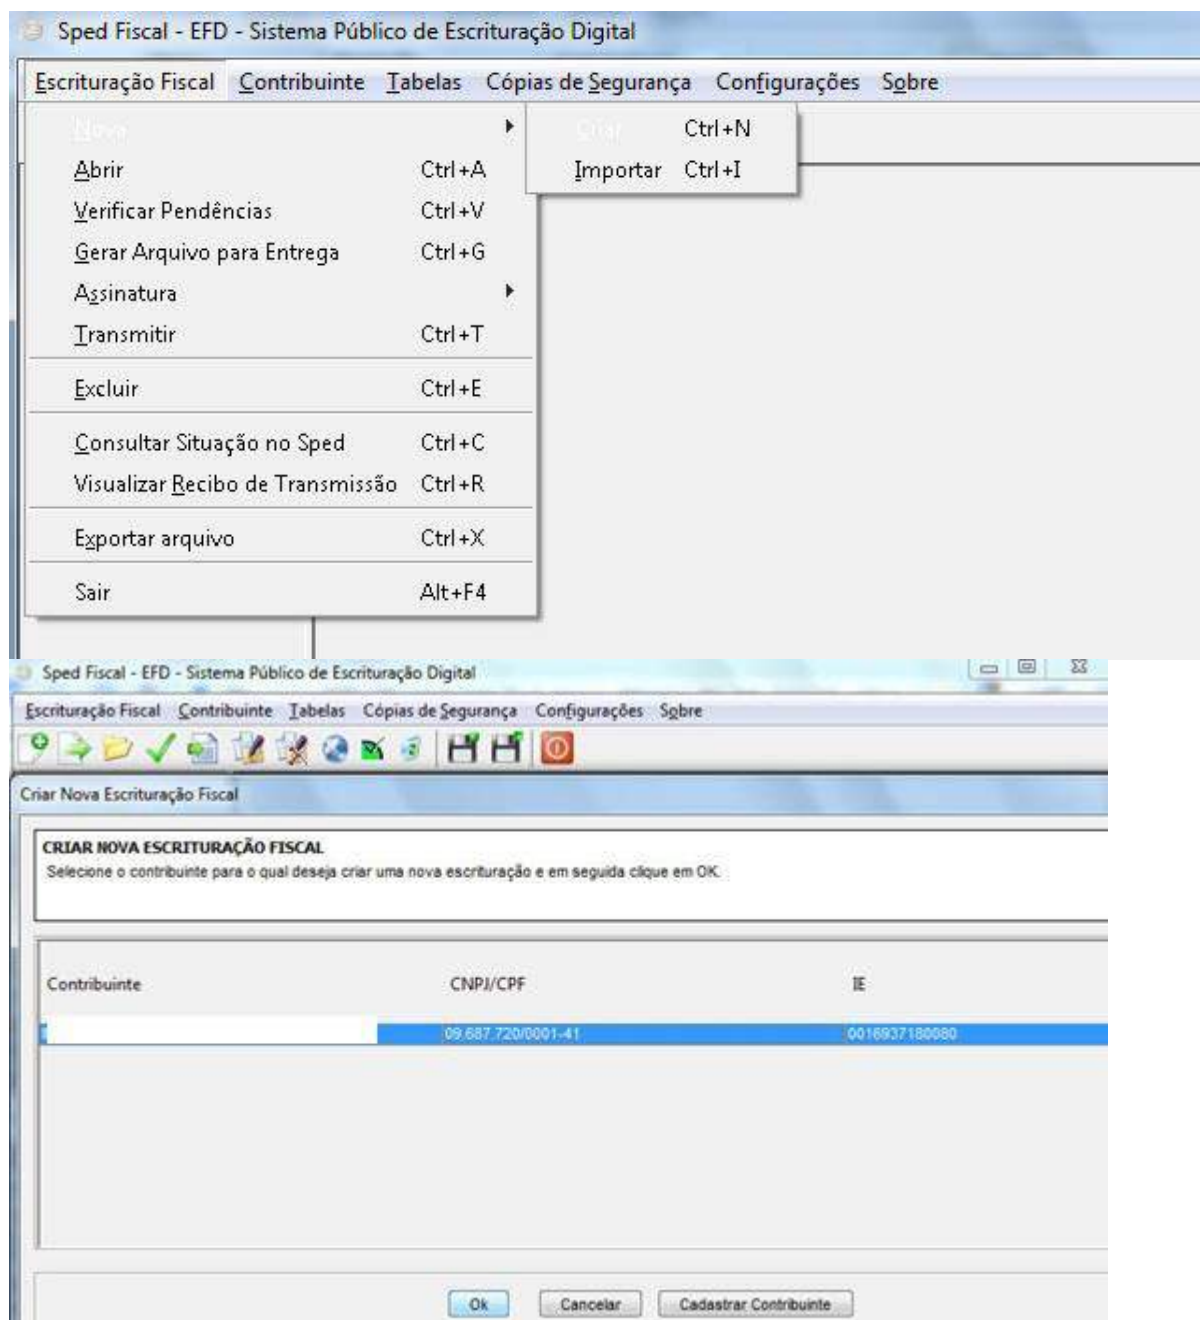 Sped Fiscal - EFD - Sistema Público de Escrituração Digital
Escrituração Fiscal Contribuinte Tabelas Cópias de Segurança Configurações Sobre
Nova Criar Ctrl+N
Abrir Ctrl+A Importar Ctrl+I
Verificar Pendências Ctrl+V
Gerar Arquivo para Entrega Ctrl+G
Assinatura
Transmitir Ctrl+T
Excluir Ctrl+E
Consultar Situação no Sped Ctrl+C
Visualizar Recibo de Transmissão Ctrl+R
Exportar arquivo Ctrl+X
Sair Alt+F4
Sped Fiscal - EFD - Sistema Público de Escrituração Digital
Escrituração Fiscal Contribuinte Tabelas Cópias de Segurança Configurações Sobre
Criar Nova Escrituração Fiscal
CRIAR NOVA ESCRITURAÇÃO FISCAL
Selecione o contribuinte para o qual deseja criar uma nova escrituração e em seguida clique em OK.
Contribuinte CNPJ/CPF IE
09.687.720/0001-41 0016937180080
Ok Cancelar Cadastrar Contribuinte